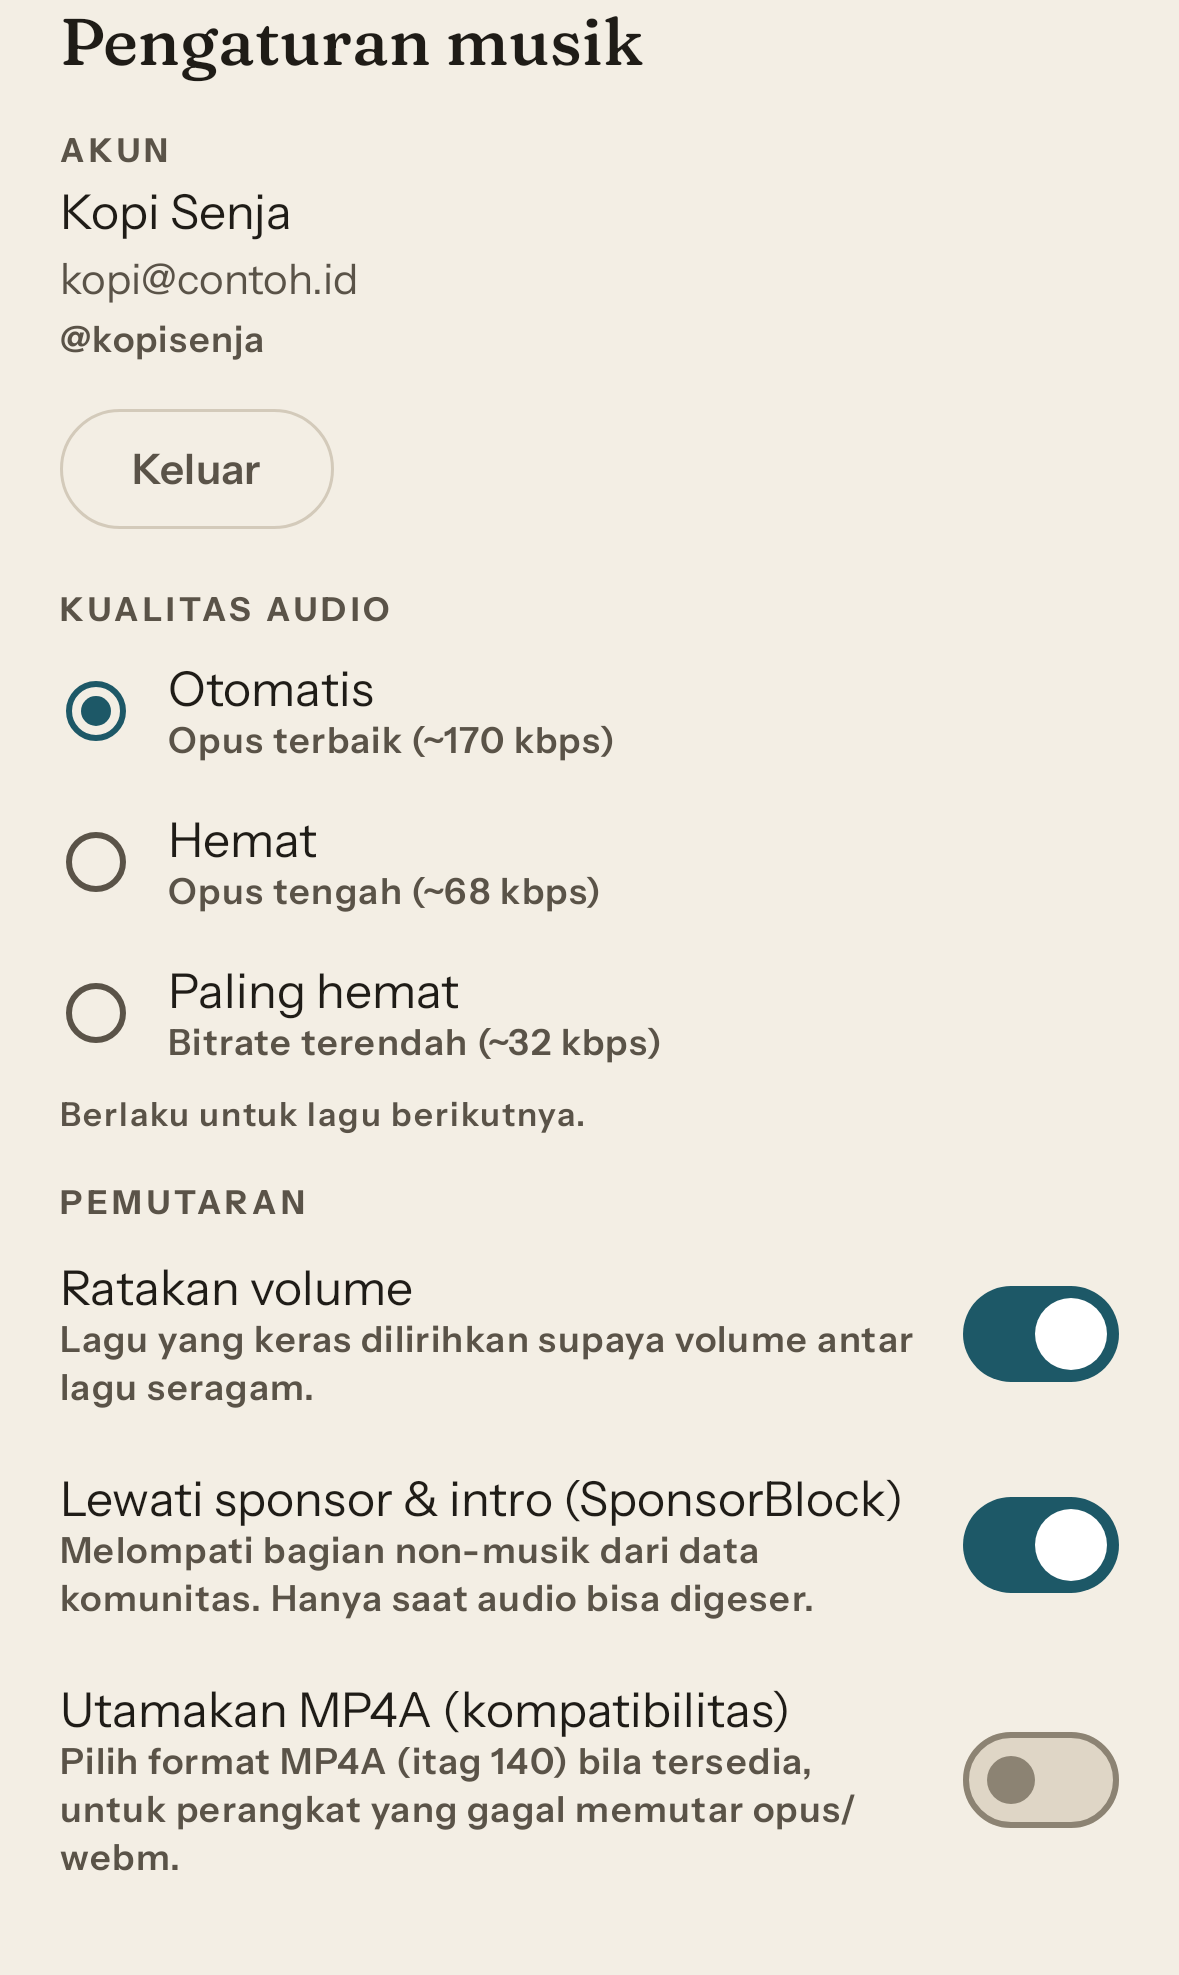 Pengaturan musik
AKUN
Kopi Senja
kopi@contoh.id
@kopisenja
Keluar
KUALITAS AUDIO
Otomatis
Opus terbaik (~170 kbps)
Hemat
Opus tengah (~68 kbps)
Paling hemat
Bitrate terendah (~32 kbps)
Berlaku untuk lagu berikutnya.
PEMUTARAN
Ratakan volume
Lagu yang keras dilirihkan supaya volume antar
lagu seragam.
Lewati sponsor & intro (SponsorBlock)
Melompati bagian non-musik dari data
komunitas. Hanya saat audio bisa digeser.
Utamakan MP4A (kompatibilitas)
Pilih format MP4A (itag 140) bila tersedia,
untuk perangkat yang gagal memutar opus/
webm.